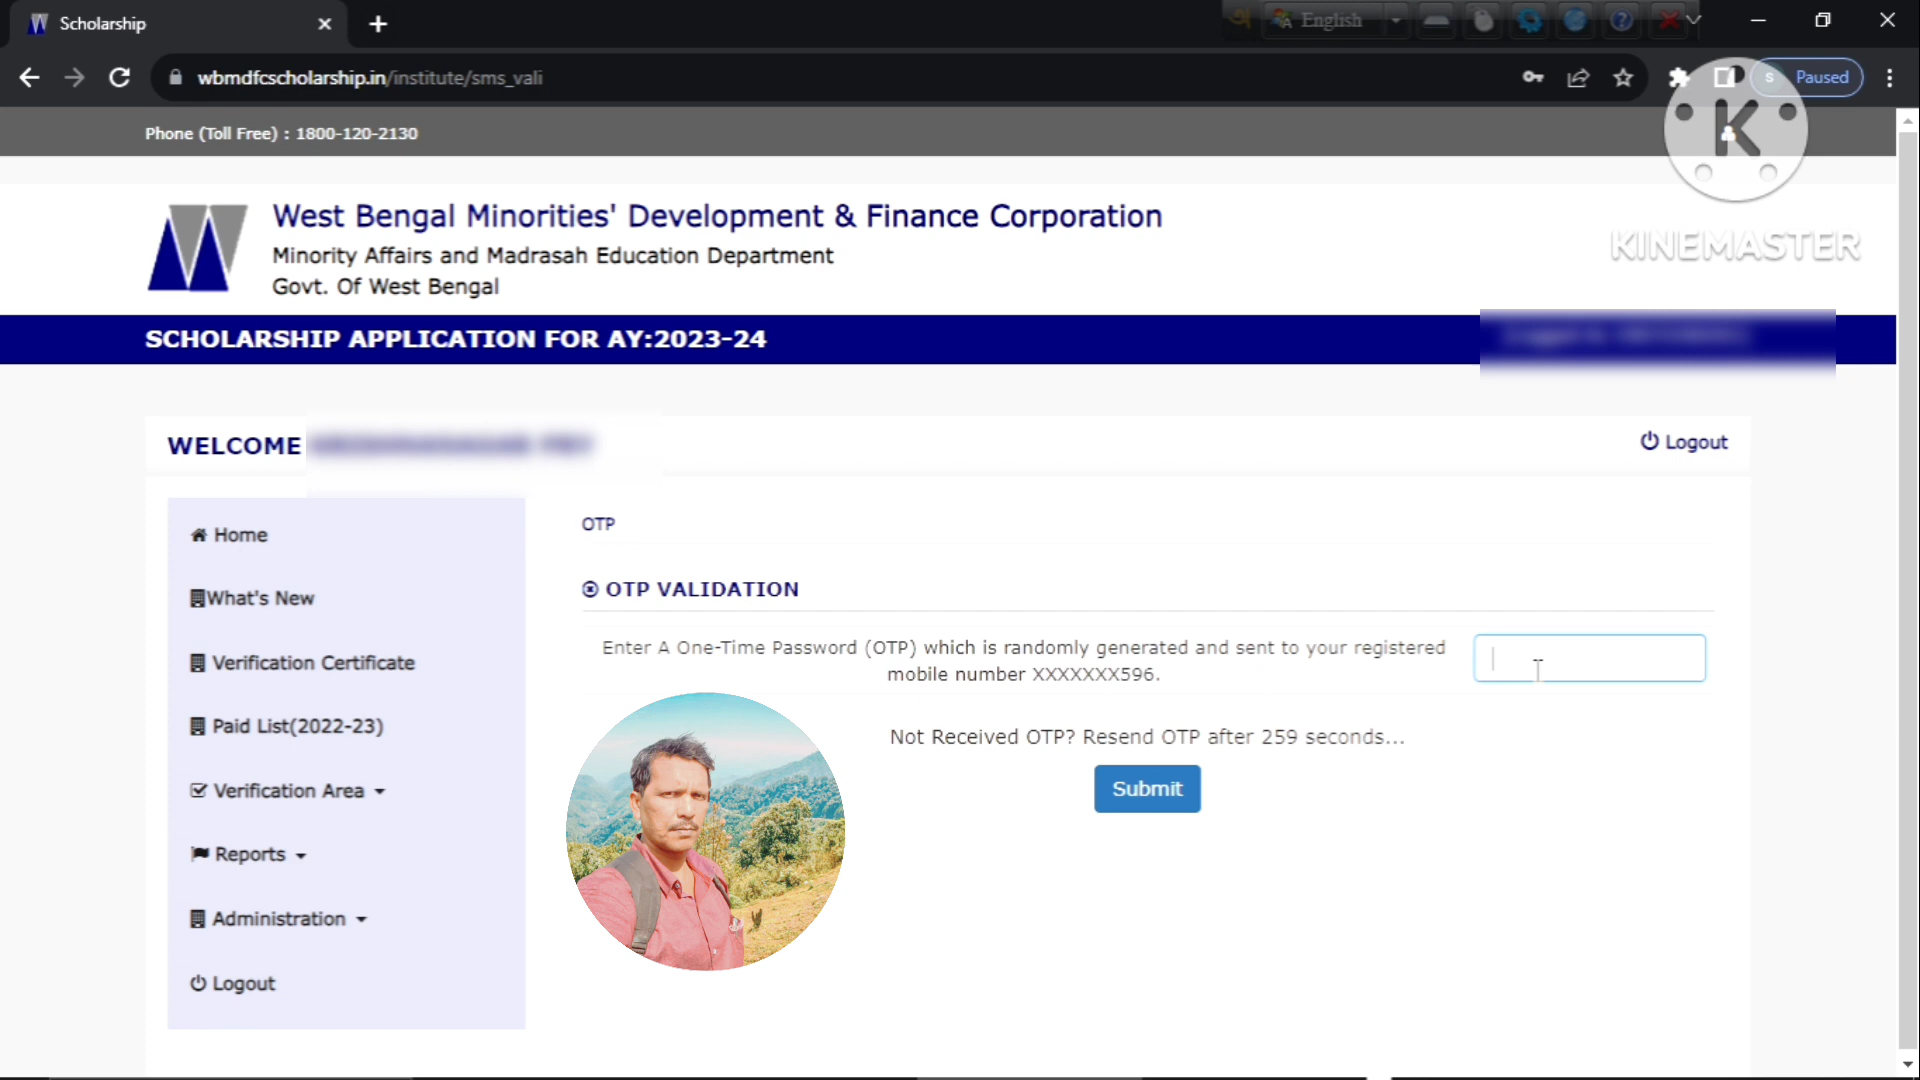 Scholarship
English
wbmdfcscholarship.in/institute/sms_vali
S Paused
Phone (Toll Free) : 1800-120-2130
K
KINEMASTER
West Bengal Minorities' Development & Finance Corporation
Minority Affairs and Madrasah Education Department
Govt. Of West Bengal
SCHOLARSHIP APPLICATION FOR AY:2023-24
WELCOME
Logout
Home
What's New
Verification Certificate
Paid List(2022-23)
Verification Area
Reports
Administration
Logout
OTP
OTP VALIDATION
Enter A One-Time Password (OTP) which is randomly generated and sent to your registered
mobile number XXXXXXX596.
Not Received OTP? Resend OTP after 259 seconds...
Submit